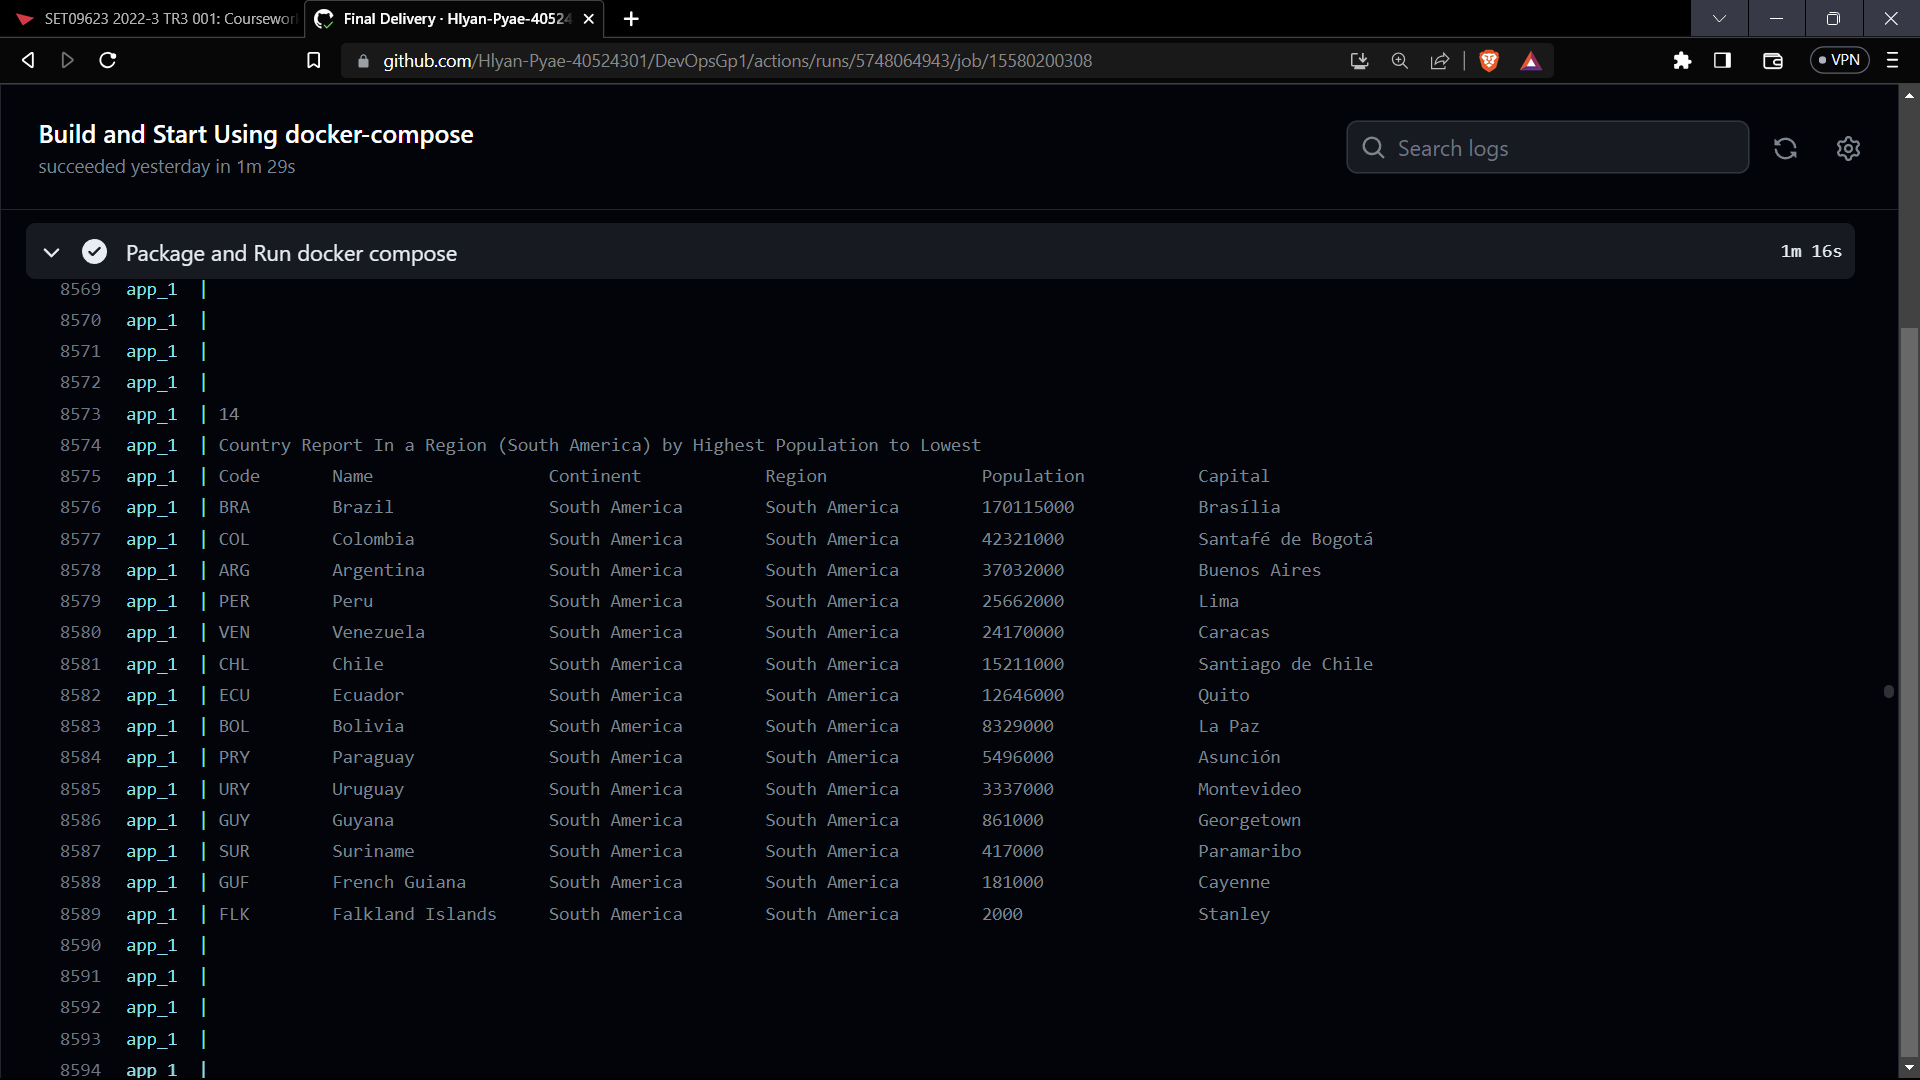 SET09623 2022-3 TR3 001: Coursewor
Final Delivery · Hlyan-Pyae-40524
github.com/Hlyan-Pyae-40524301/DevOpsGp1/actions/runs/5748064943/job/15580200308
VPN
Build and Start Using docker-compose
succeeded yesterday in 1m 29s
Search logs
Package and Run docker compose 1m 16s
8569 app_1 |
8570 app_1 |
8571 app_1 |
8572 app_1 |
8573 app_1 | 14
8574 app_1 | Country Report In a Region (South America) by Highest Population to Lowest
8575 app_1 | Code Name Continent Region Population Capital
8576 app_1 | BRA Brazil South America South America 170115000 Brasília
8577 app_1 | COL Colombia South America South America 42321000 Santafé de Bogotá
8578 app_1 | ARG Argentina South America South America 37032000 Buenos Aires
8579 app_1 | PER Peru South America South America 25662000 Lima
8580 app_1 | VEN Venezuela South America South America 24170000 Caracas
8581 app_1 | CHL Chile South America South America 15211000 Santiago de Chile
8582 app_1 | ECU Ecuador South America South America 12646000 Quito
8583 app_1 | BOL Bolivia South America South America 8329000 La Paz
8584 app_1 | PRY Paraguay South America South America 5496000 Asunción
8585 app_1 | URY Uruguay South America South America 3337000 Montevideo
8586 app_1 | GUY Guyana South America South America 861000 Georgetown
8587 app_1 | SUR Suriname South America South America 417000 Paramaribo
8588 app_1 | GUF French Guiana South America South America 181000 Cayenne
8589 app_1 | FLK Falkland Islands South America South America 2000 Stanley
8590 app_1 |
8591 app_1 |
8592 app_1 |
8593 app_1 |
8594 app_1 |